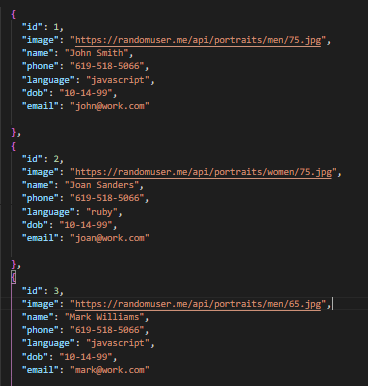 {
"id": 1,
"image": "https://randomuser.me/api/portraits/men/75.jpg",
"name": "John Smith",
"phone": "619-518-5066",
"language": "javascript",
"dob": "10-14-99",
"email": "john@work.com"
},
{
"id": 2,
"image": "https://randomuser.me/api/portraits/women/75.jpg",
"name": "Joan Sanders",
"phone": "619-518-5066",
"language": "ruby",
"dob": "10-14-99",
"email": "joan@work.com"
},
{
"id": 3,
"image": "https://randomuser.me/api/portraits/men/65.jpg",
"name": "Mark Williams",
"phone": "619-518-5066",
"language": "javascript",
"dob": "10-14-99",
"email": "mark@work.com"